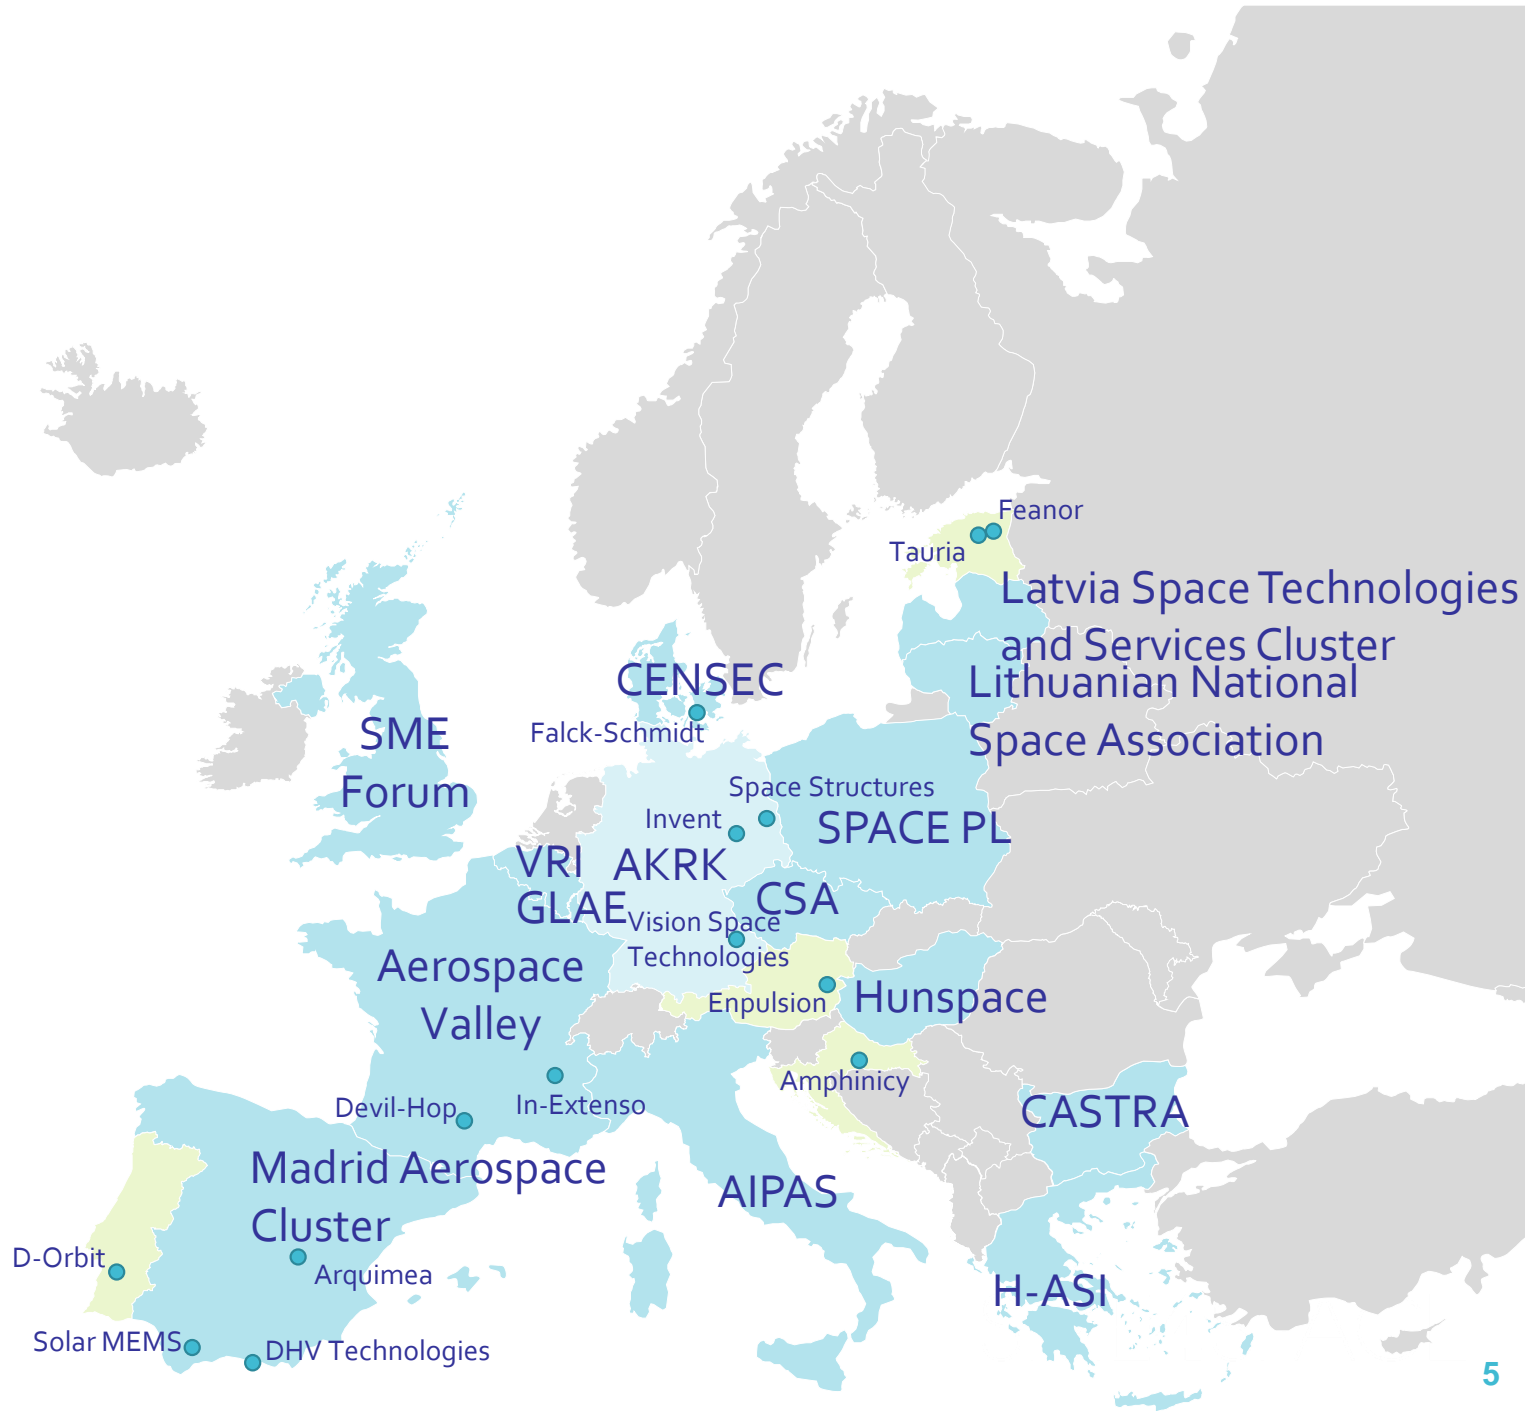 Feanor
Tauria
Latvia Space Technologies
and Services Cluster
Lithuanian National
Space Association
CENSEC
Falck-Schmidt
SME
Forum
Space Structures
Invent
SPACE PL
VRI
AKRK
GLAE
CSA
Vision Space
Technologies
Aerospace
Valley
Enpulsion
Hunspace
Amphinicy
Devil-Hop
In-Extenso
CASTRA
Madrid Aerospace
Cluster
AIPAS
D-Orbit
Arquimea
H-ASI
Solar MEMS
DHV Technologies
5